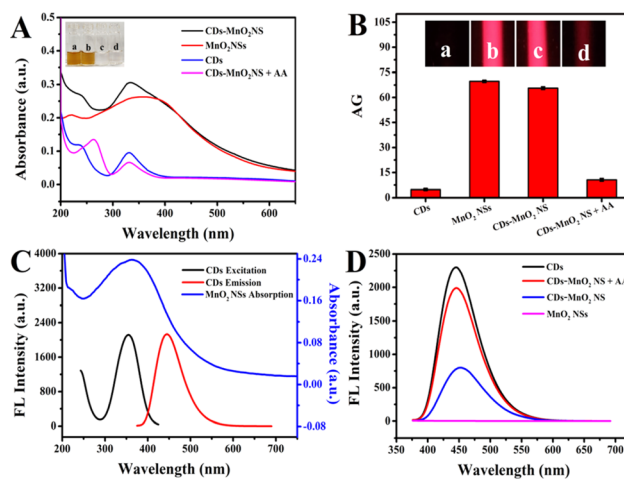 A
0.5
0.4
0.3
0.2
0.1
0.0
Absorbance (a.u.)
a b c d
CDs-MnO2NS
MnO2NSs
CDs
CDs-MnO2NS + AA
200 300 400 500 600
Wavelength (nm)
B
105
90
75
60
45
30
15
0
AG
a b c d
CDs
MnO2 NSs
CDs-MnO2 NS
CDs-MnO2 NS + AA
C
4000
3200
2400
1600
800
0
FL Intensity (a.u.)
CDs Excitation
CDs Emission
MnO2 NSs Absorption
0.24
0.16
0.08
0.00
-0.08
Absorbance (a.u.)
200 300 400 500 600 700
Wavelength (nm)
D
2500
2000
1500
1000
500
0
FL Intensity (a.u.)
CDs
CDs-MnO2 NS + AA
CDs-MnO2 NS
MnO2 NSs
350 400 450 500 550 600 650 700
Wavelength (nm)